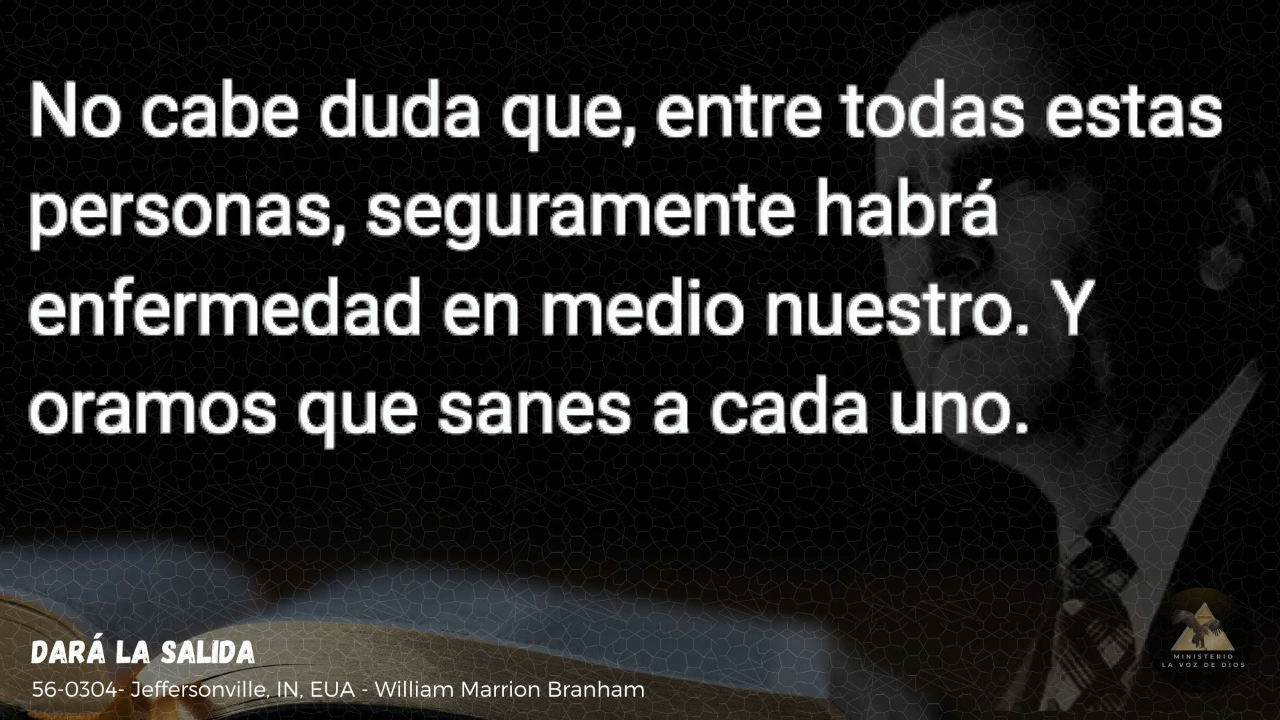 No cabe duda que, entre todas estas
personas, seguramente habrá
enfermedad en medio nuestro. Y
oramos que sanes a cada uno.
DARÁ LA SALIDA
56-0304- Jeffersonville, IN, EUA - William Marrion Branham
MINISTERIO
LA VOZ DE DIOS